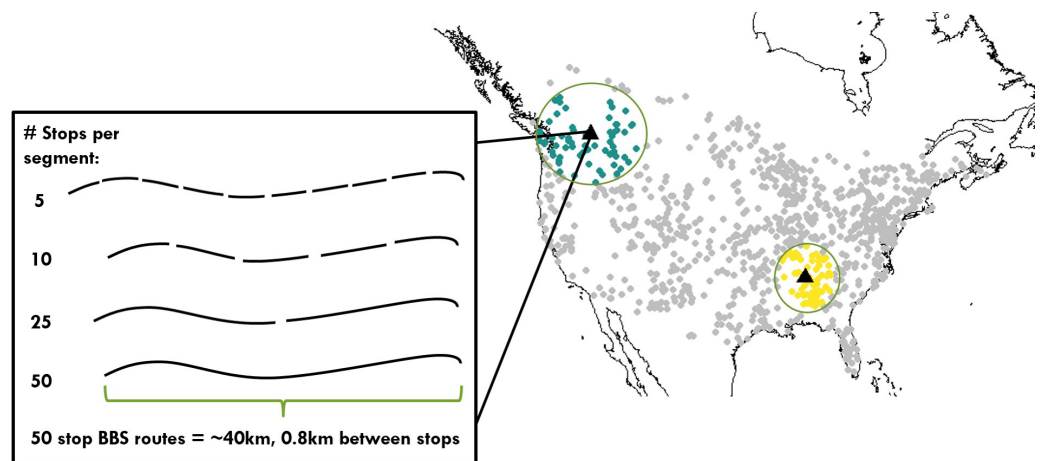 # Stops per
segment:
5
10
25
50
50 stop BBS routes = ~40km, 0.8km between stops